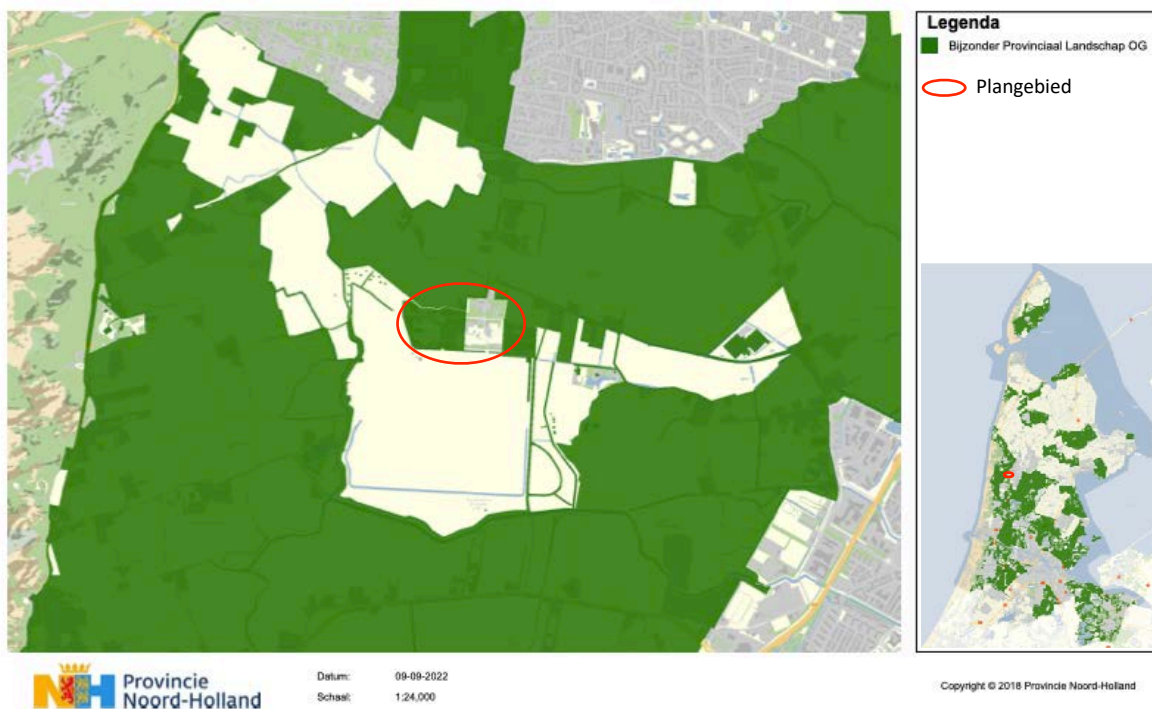 Legenda
Bijzonder Provinciaal Landschap OG
Plangebied
Provincie
Noord-Holland
Datum: 09-09-2022
Schaal: 1:24,000
Copyright © 2018 Provincie Noord-Holland